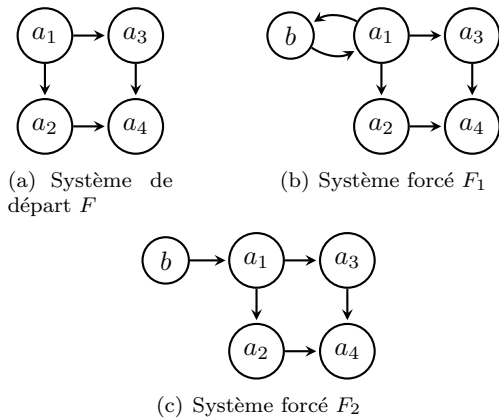 a₁ a₃ b a₁ a₃
a₂ a₄ a₂ a₄
(a) Système de
départ F
(b) Système forcé F₁
b a₁ a₃
a₂ a₄
(c) Système forcé F₂